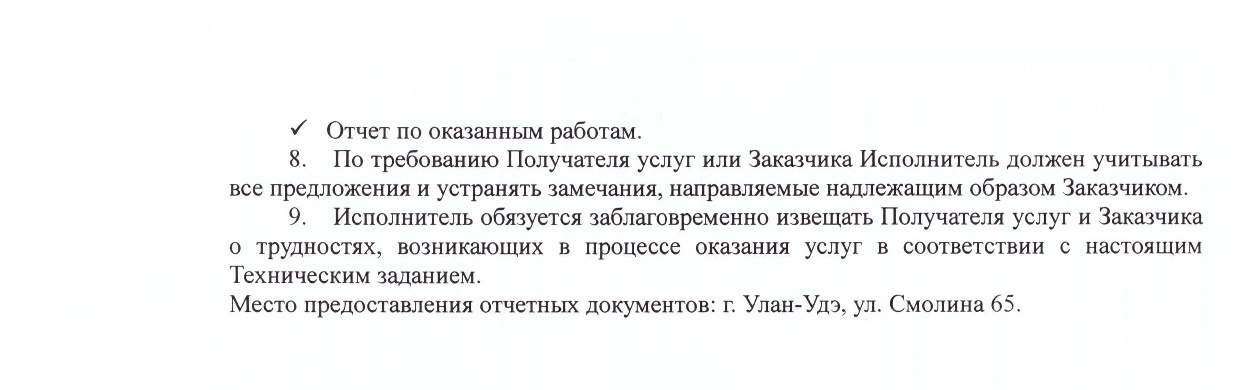 ✓ Отчет по оказанным работам.
8. По требованию Получателя услуг или Заказчика Исполнитель должен учитывать
все предложения и устранять замечания, направляемые надлежащим образом Заказчиком.
9. Исполнитель обязуется заблаговременно извещать Получателя услуг и Заказчика
о трудностях, возникающих в процессе оказания услуг в соответствии с настоящим
Техническим заданием.
Место предоставления отчетных документов: г. Улан-Удэ, ул. Смолина 65.